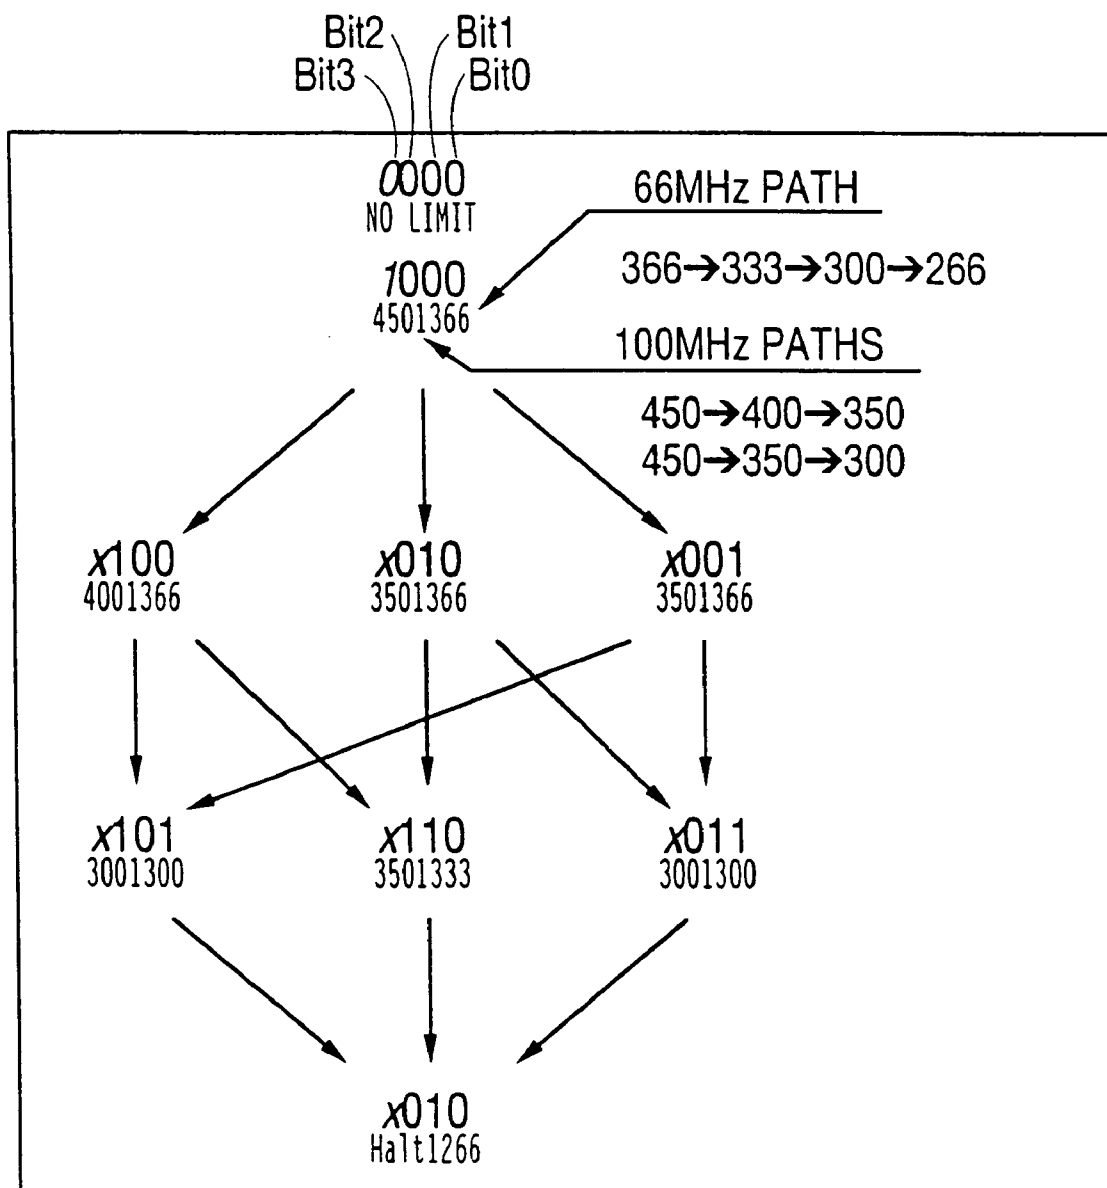 Bit2 Bit1
Bit3 Bit0
0000
NO LIMIT
66MHz PATH
1000
4501366
366→333→300→266
100MHz PATHS
450→400→350
450→350→300
x100 x010 x001
4001366 3501366 3501366
x101 x110 x011
3001300 3501333 3001300
x010
Halt1266